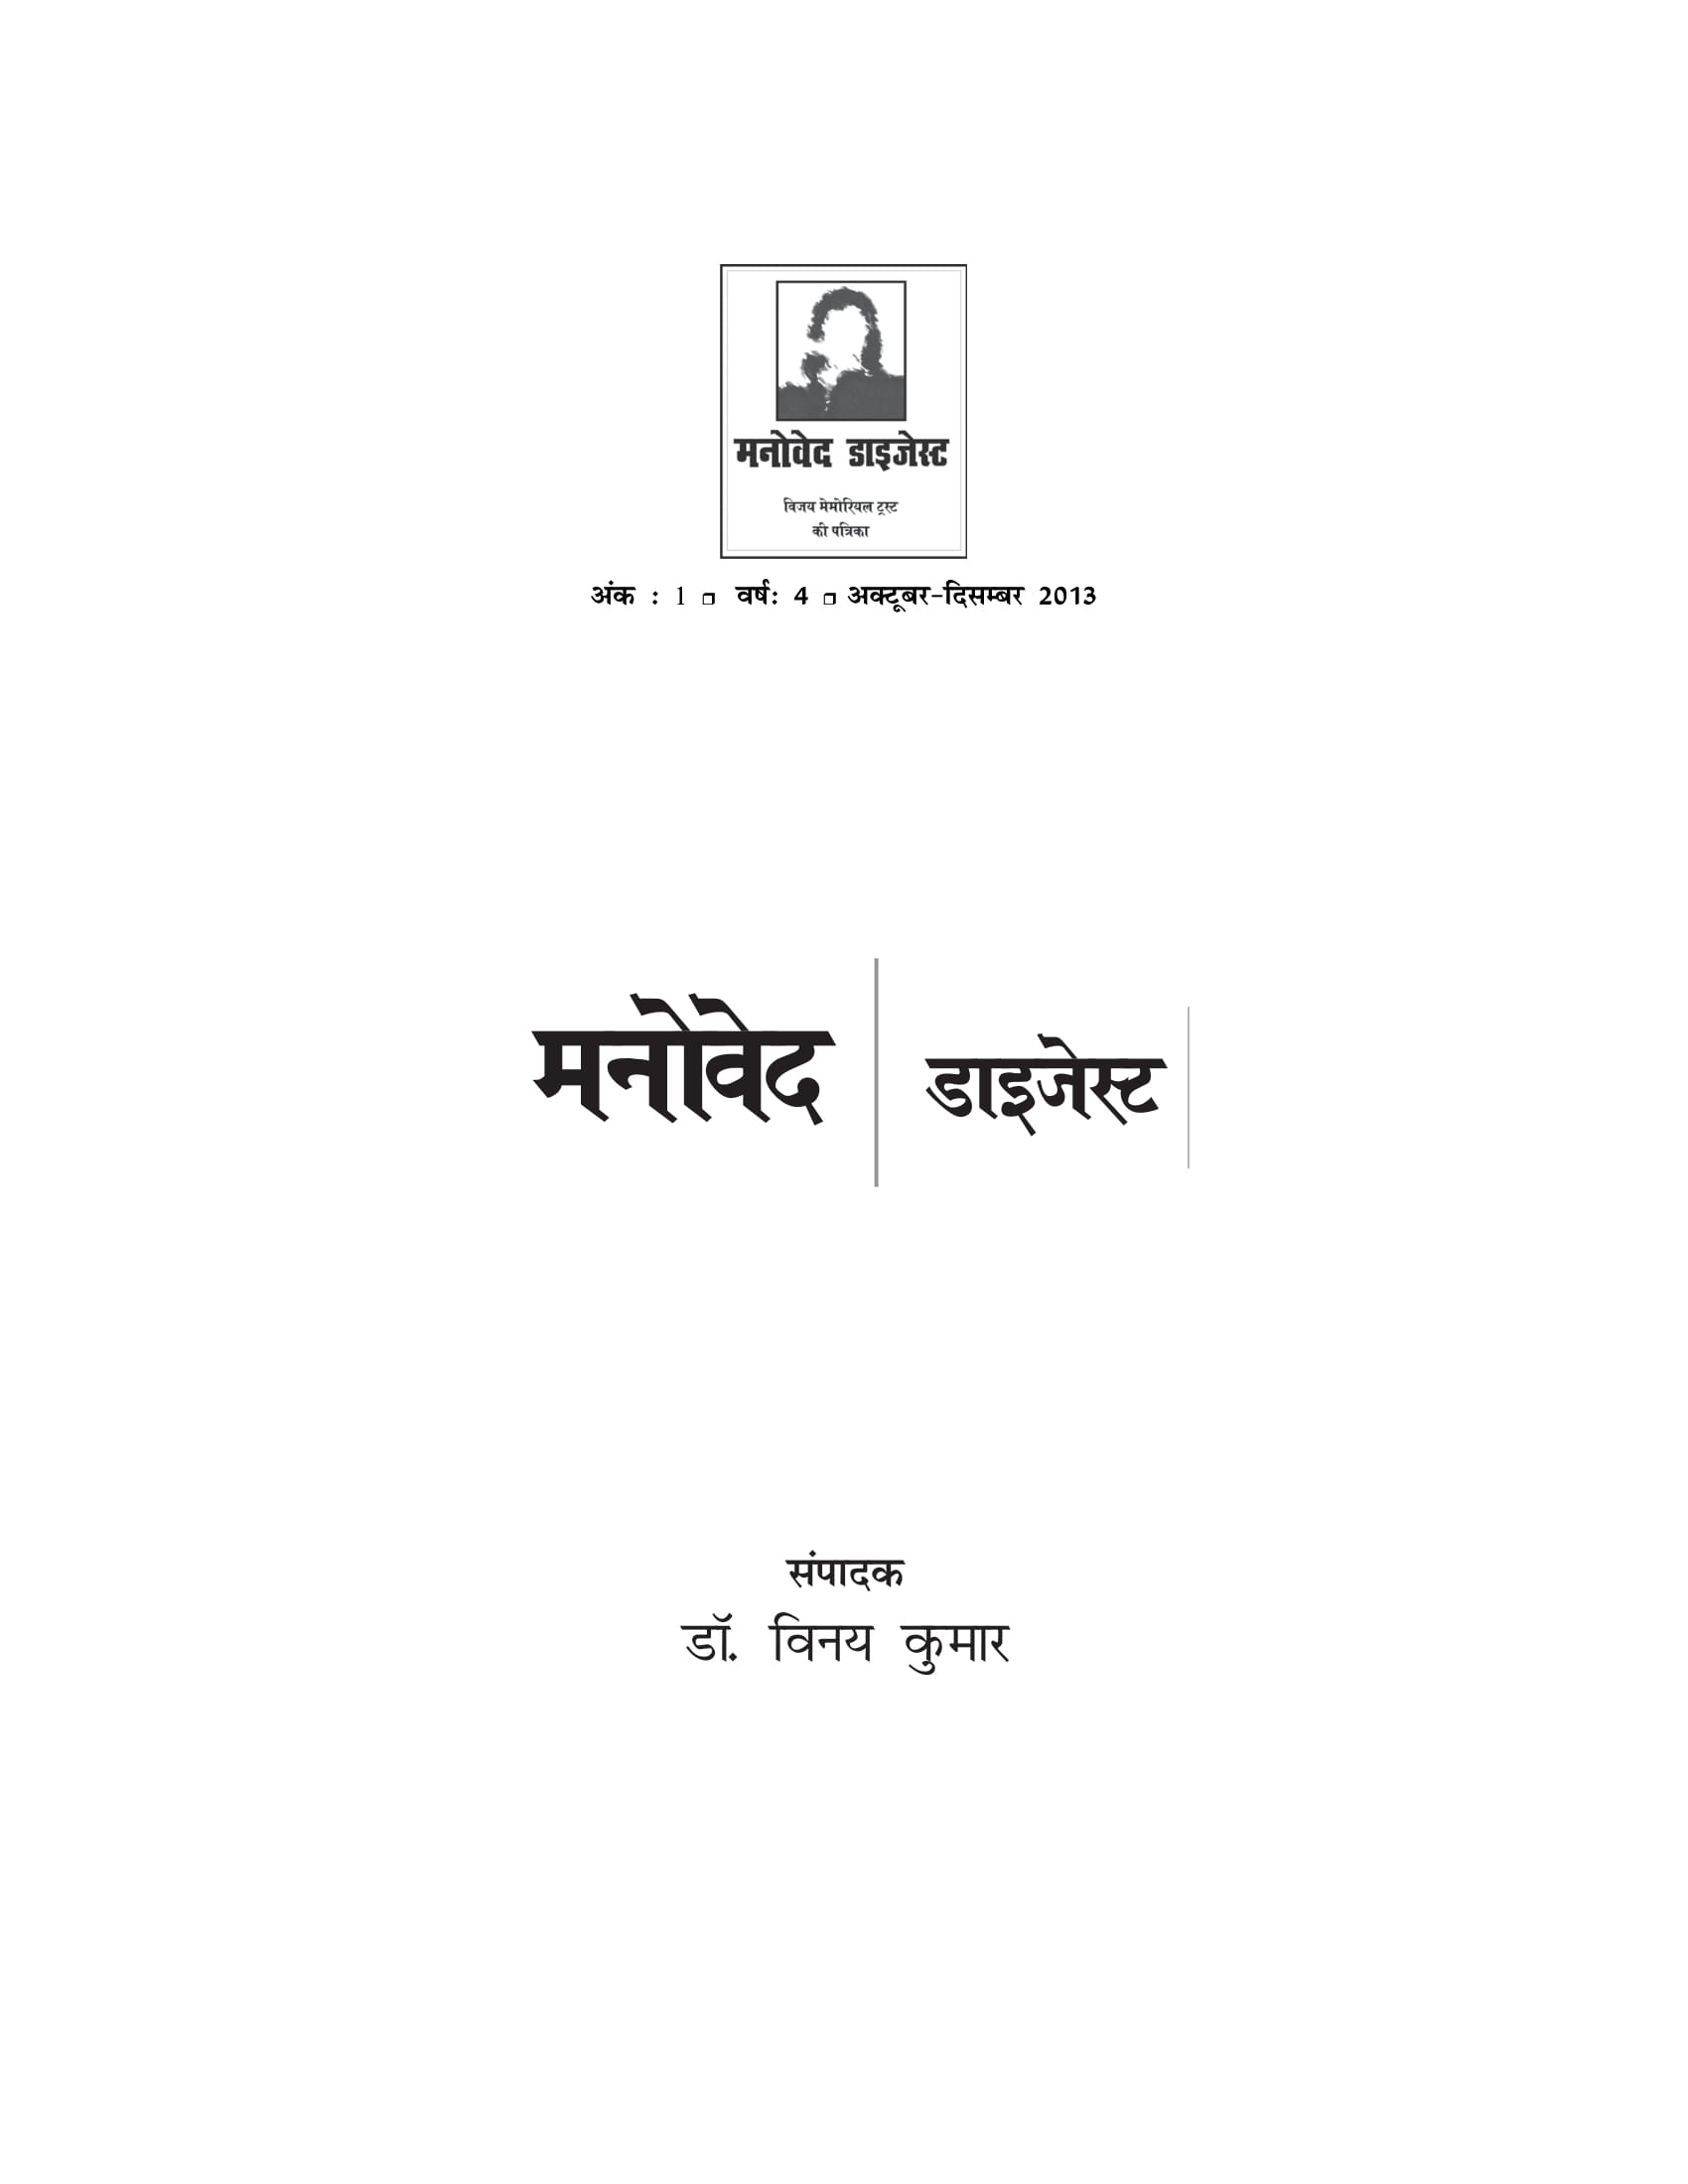 मनोवेद डाइजेस्ट
विजय मेमोरियल ट्रस्ट
की पत्रिका
अंक : 1 ❒ वर्ष: 4 ❒ अक्टूबर-दिसम्बर 2013
मनोवेद डाइजेस्ट
संपादक
डॉ. विनय कुमार